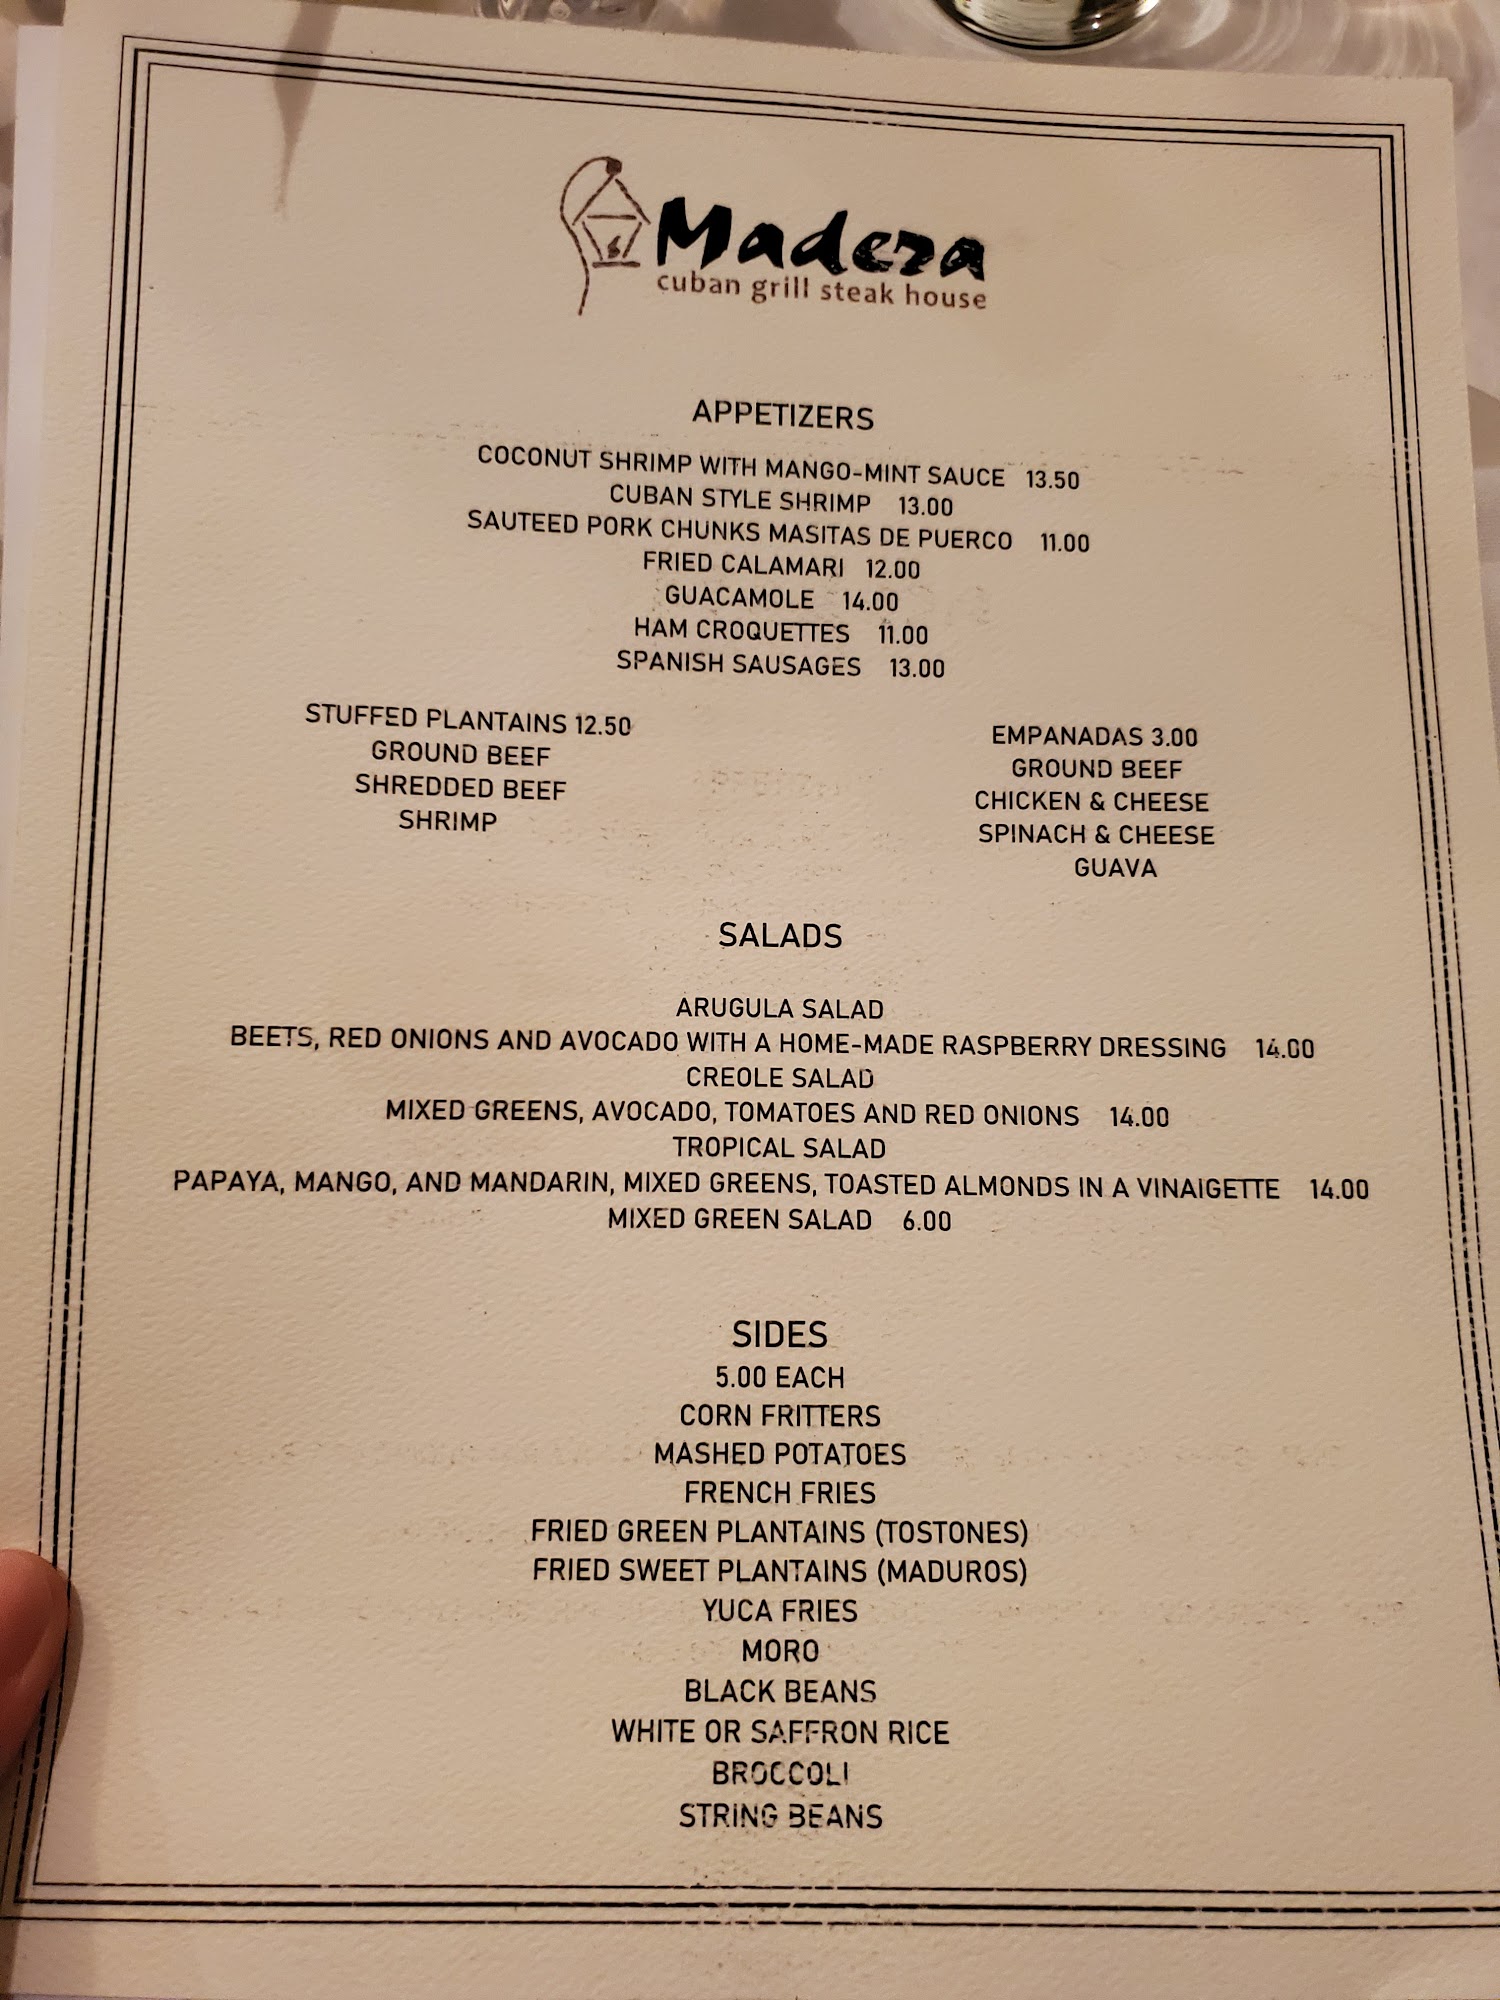 Madera
cuban grill steak house
APPETIZERS
COCONUT SHRIMP WITH MANGO-MINT SAUCE 13.50
CUBAN STYLE SHRIMP 13.00
SAUTEED PORK CHUNKS MASITAS DE PUERCO 11.00
FRIED CALAMARI 12.00
GUACAMOLE 14.00
HAM CROQUETTES 11.00
SPANISH SAUSAGES 13.00
STUFFED PLANTAINS 12.50
GROUND BEEF
SHREDDED BEEF
SHRIMP
EMPANADAS 3.00
GROUND BEEF
CHICKEN & CHEESE
SPINACH & CHEESE
GUAVA
SALADS
ARUGULA SALAD
BEETS, RED ONIONS AND AVOCADO WITH A HOME-MADE RASPBERRY DRESSING 14.00
CREOLE SALAD
MIXED GREENS, AVOCADO, TOMATOES AND RED ONIONS 14.00
TROPICAL SALAD
PAPAYA, MANGO, AND MANDARIN, MIXED GREENS, TOASTED ALMONDS IN A VINAIGETTE 14.00
MIXED GREEN SALAD 6.00
SIDES
5.00 EACH
CORN FRITTERS
MASHED POTATOES
FRENCH FRIES
FRIED GREEN PLANTAINS (TOSTONES)
FRIED SWEET PLANTAINS (MADUROS)
YUCA FRIES
MORO
BLACK BEANS
WHITE OR SAFFRON RICE
BROCCOLI
STRING BEANS